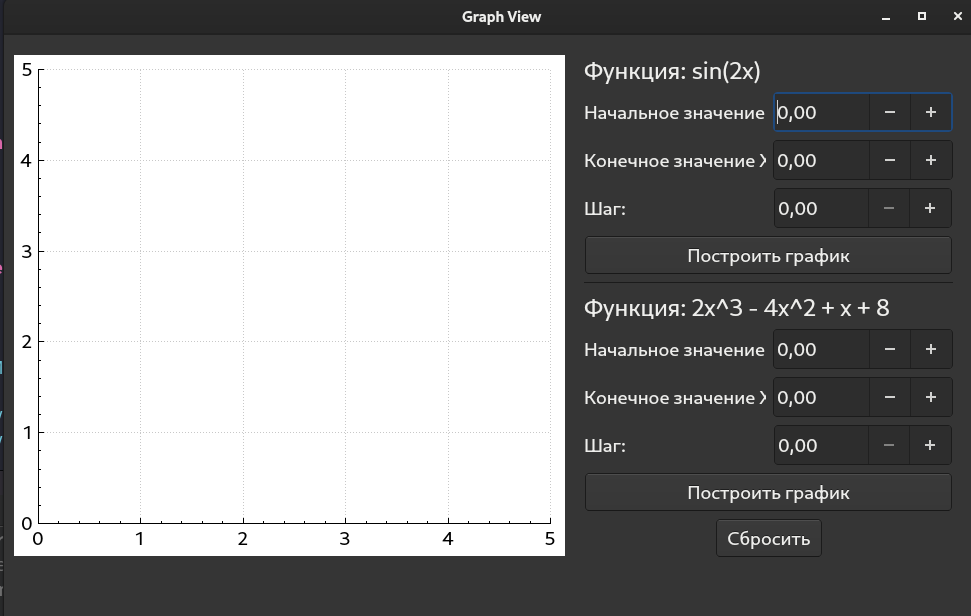 Graph View
5
4
3
2
1
0
0 1 2 3 4 5
Функция: sin(2x)
Начальное значение 0,00 − +
Конечное значение X 0,00 − +
Шаг: 0,00 − +
Построить график
Функция: 2x^3 - 4x^2 + x + 8
Начальное значение 0,00 − +
Конечное значение X 0,00 − +
Шаг: 0,00 − +
Построить график
Сбросить